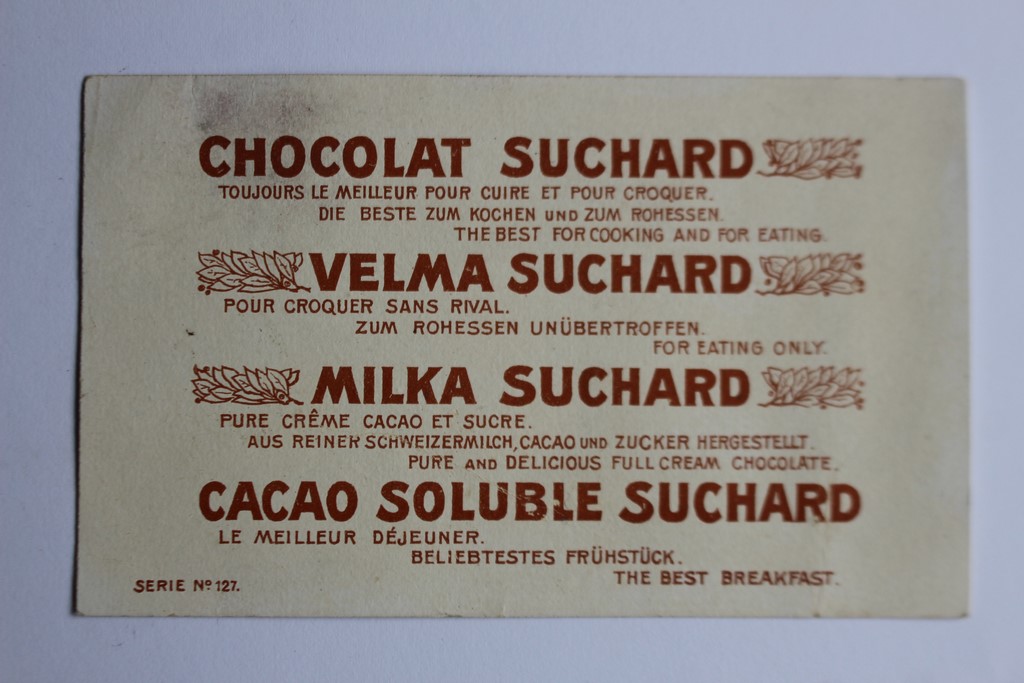 CHOCOLAT SUCHARD
TOUJOURS LE MEILLEUR POUR CUIRE ET POUR CROQUER.
DIE BESTE ZUM KOCHEN UND ZUM ROHESSEN.
THE BEST FOR COOKING AND FOR EATING.
VELMA SUCHARD
POUR CROQUER SANS RIVAL.
ZUM ROHESSEN UNÜBERTROFFEN.
FOR EATING ONLY.
MILKA SUCHARD
PURE CRÊME CACAO ET SUCRE.
AUS REINER SCHWEIZERMILCH, CACAO UND ZUCKER HERGESTELLT.
PURE AND DELICIOUS FULL CREAM CHOCOLATE.
CACAO SOLUBLE SUCHARD
LE MEILLEUR DÉJEUNER.
BELIEBTESTES FRÜHSTÜCK.
THE BEST BREAKFAST.
SERIE Nº 127.